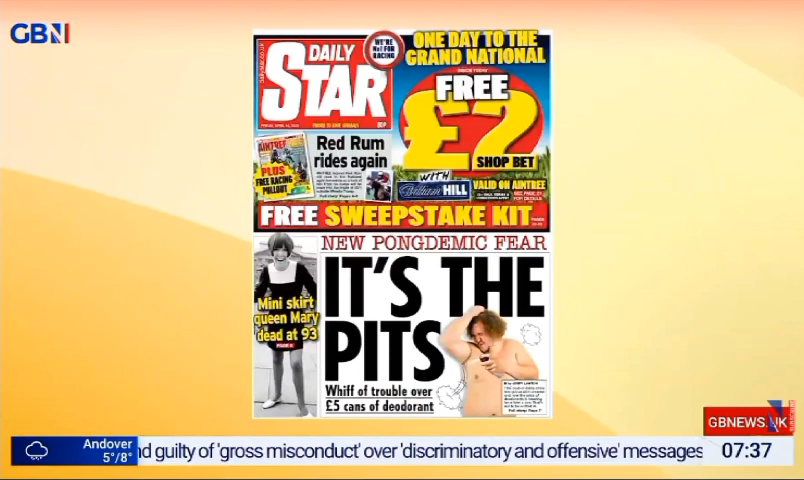 GBN
DAILY
STAR
WE'RE
FOR
RACING
ONE DAY TO THE
GRAND NATIONAL
FREE
£2
SHOP BET
WITH
William HILL
VALID ON AINTREE
AINTREE
PLUS
FREE RACING
PULLOUT
Red Rum
rides again
FREE SWEEPSTAKE KIT
NEW PONGDEMIC FEAR
IT'S THE
PITS
Mini skirt
queen Mary
dead at 93
Whiff of trouble over
£5 cans of deodorant
GBNEWS.UK
Andover
5°/8°
nd guilty of 'gross misconduct' over 'discriminatory and offensive' messages
07:37